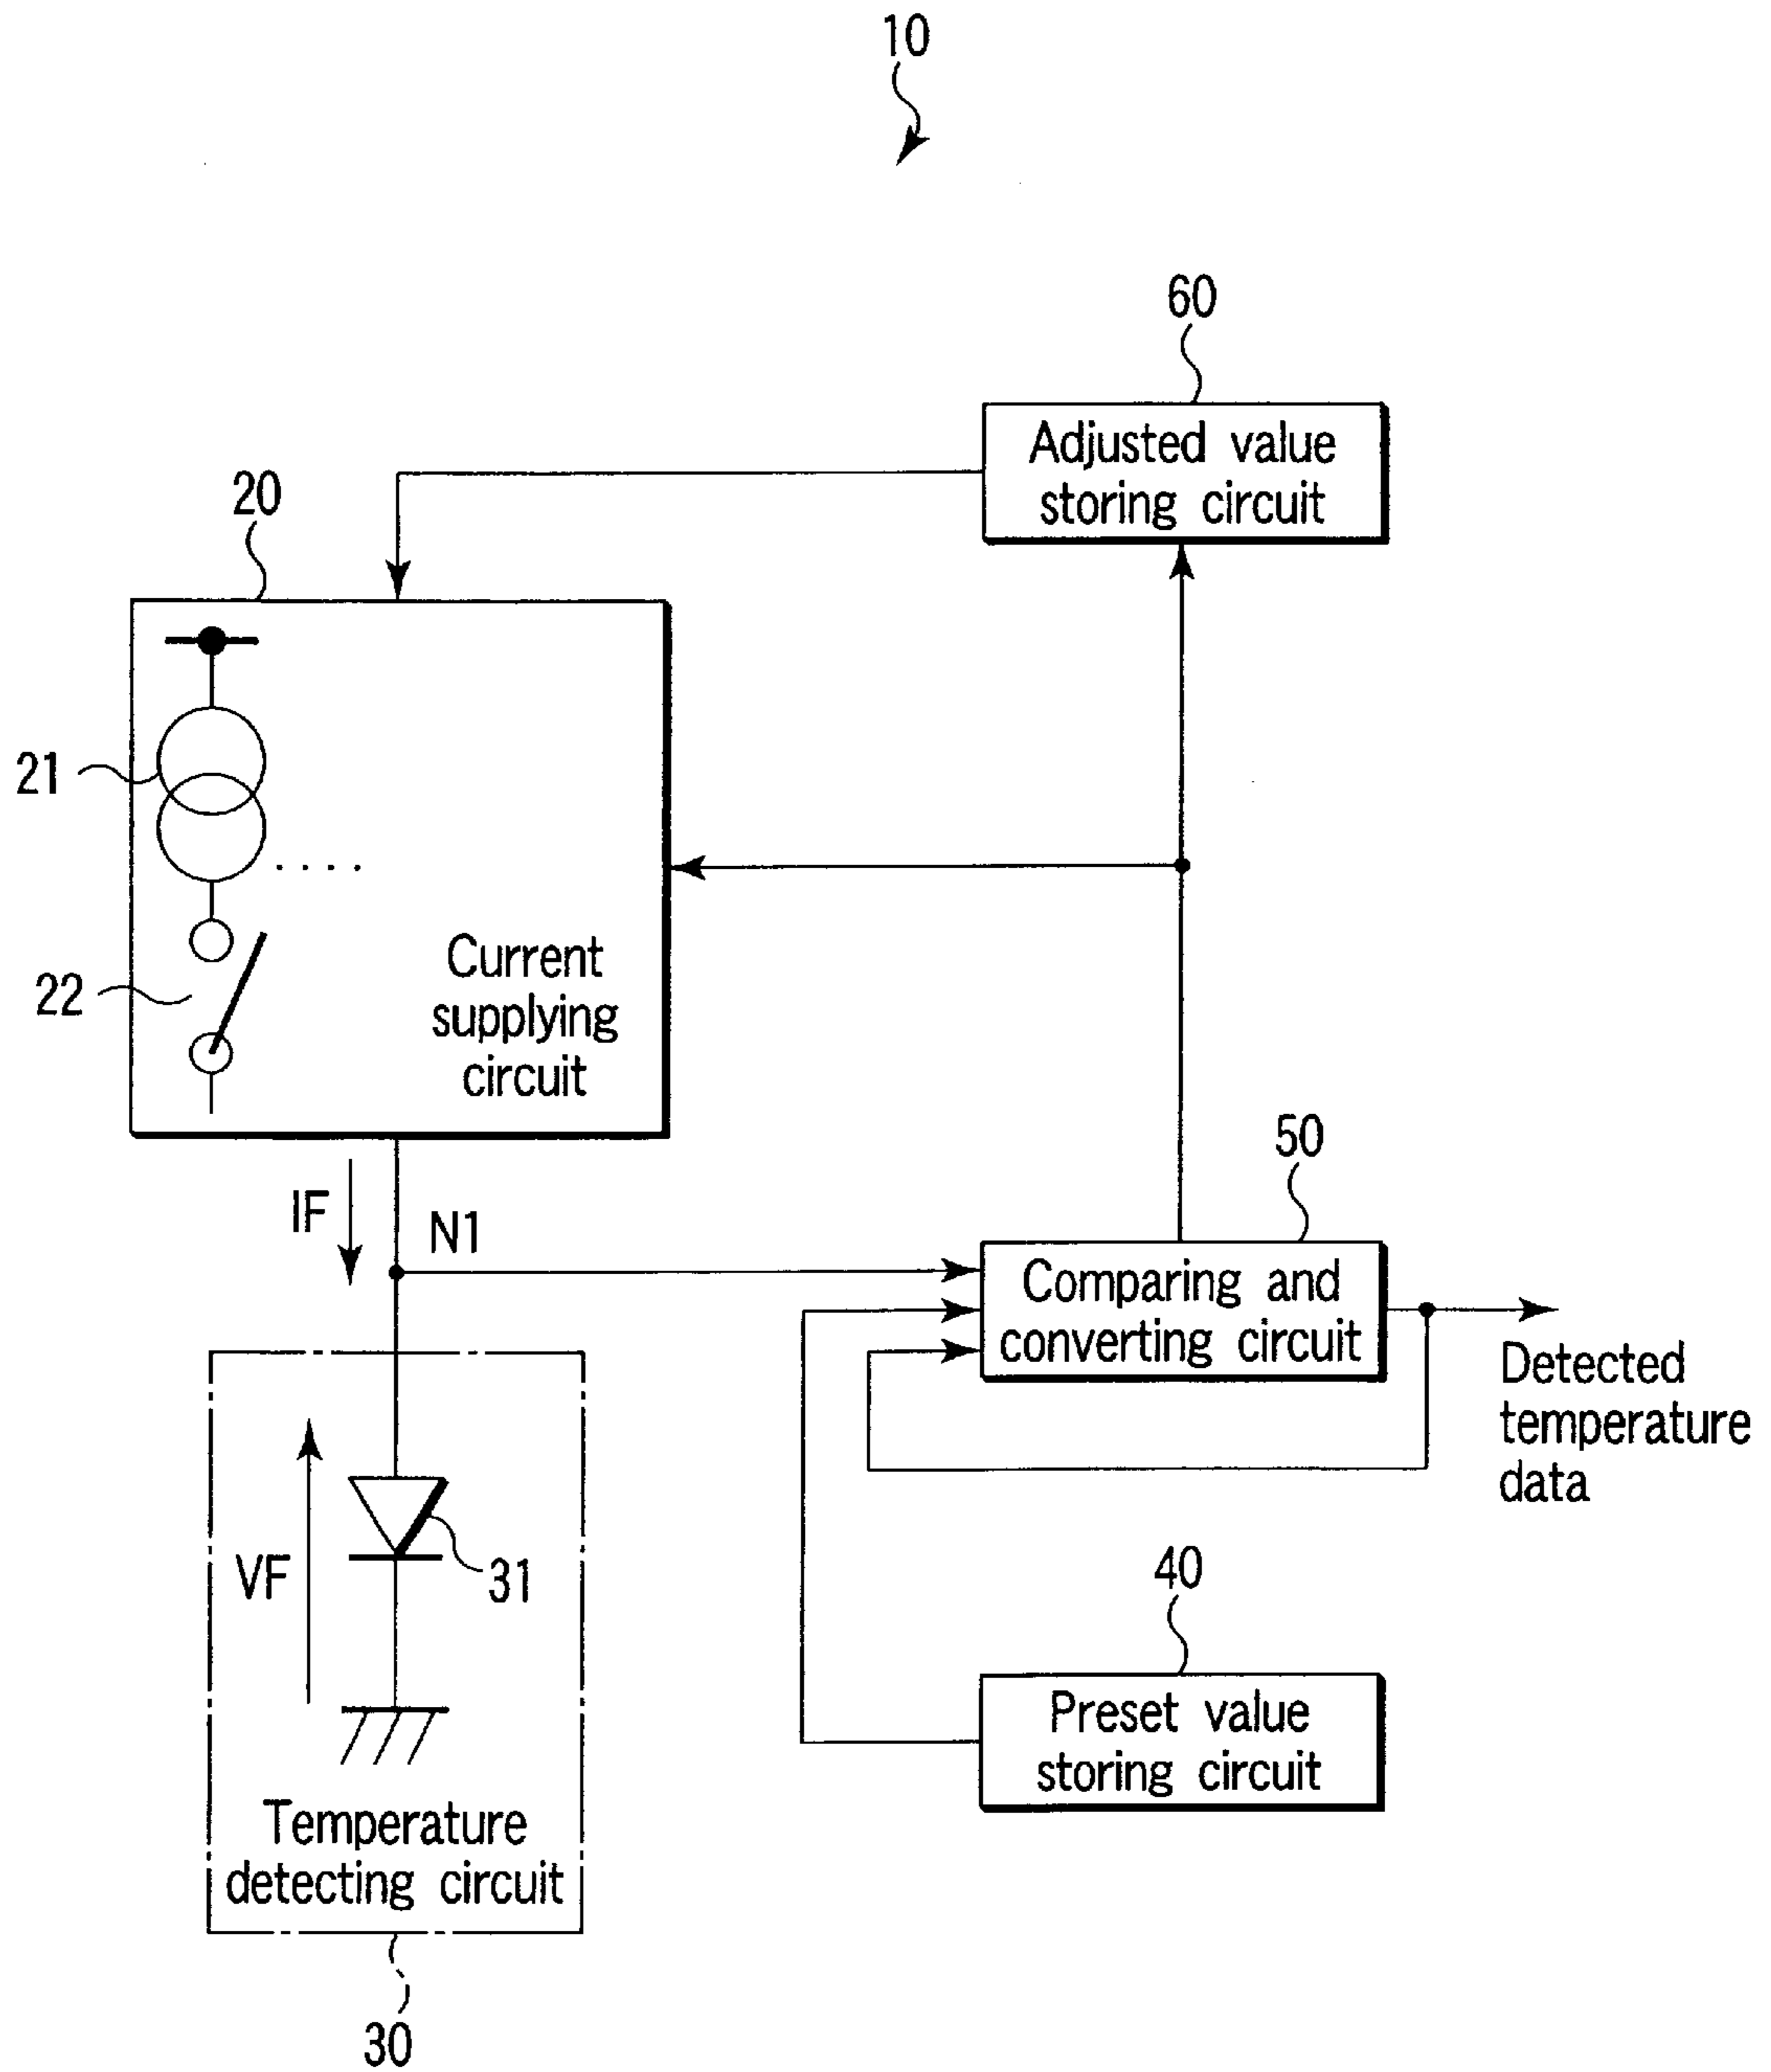 10
60
Adjusted value
storing circuit
20
21
22
Current
supplying
circuit
50
IF
N1
Comparing and
converting circuit
Detected
temperature
data
VF
31
40
Preset value
storing circuit
Temperature
detecting circuit
30